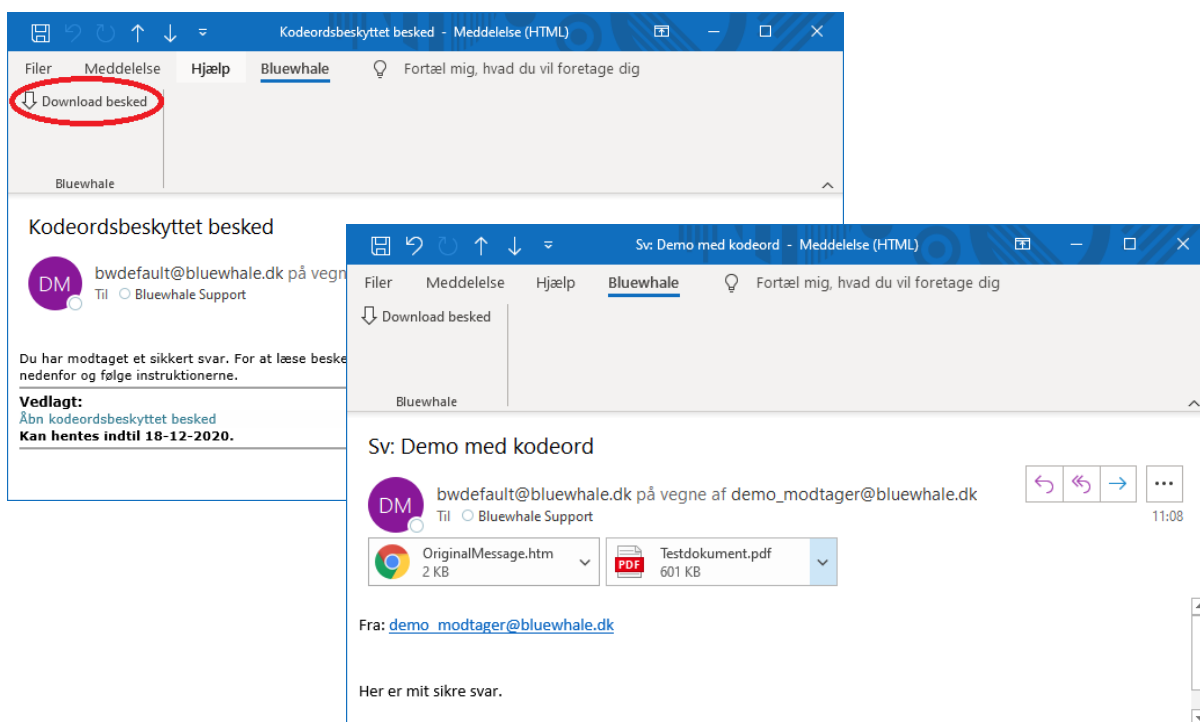 Kodeordsbeskyttet besked - Meddelelse (HTML)
Filer Meddelelse Hjælp Bluewhale Fortæl mig, hvad du vil foretage dig
Download besked
Bluewhale
Kodeordsbeskyttet besked
DM
bwdefault@bluewhale.dk på vegn
Til Bluewhale Support
Du har modtaget et sikkert svar. For at læse beske
nedenfor og følge instruktionerne.
Vedlagt:
Åbn kodeordsbeskyttet besked
Kan hentes indtil 18-12-2020.
Sv: Demo med kodeord - Meddelelse (HTML)
Filer Meddelelse Hjælp Bluewhale Fortæl mig, hvad du vil foretage dig
Download besked
Bluewhale
Sv: Demo med kodeord
DM
bwdefault@bluewhale.dk på vegne af demo_modtager@bluewhale.dk
Til Bluewhale Support
11:08
OriginalMessage.htm
2 KB
PDF
Testdokument.pdf
601 KB
Fra: demo_modtager@bluewhale.dk
Her er mit sikre svar.